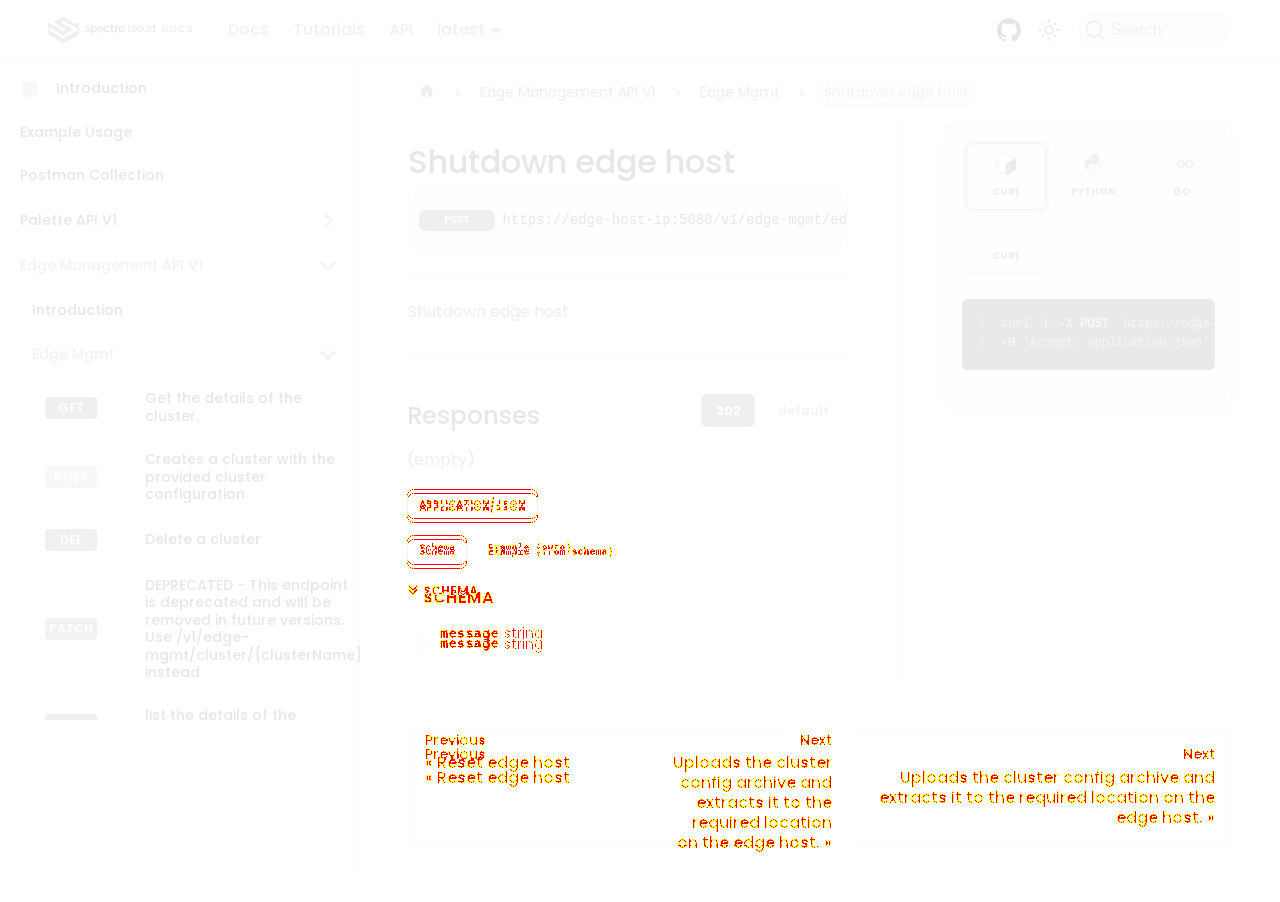 spectro cloud DOCS
Docs
Tutorials
API
latest
Search
Introduction
Example Usage
Postman Collection
Palette API V1
Edge Management API V1
Introduction
Edge Mgmt
GET
Get the details of the
cluster.
POST
Creates a cluster with the
provided cluster
configuration
DEL
Delete a cluster
PATCH
DEPRECATED - This endpoint
is deprecated and will be
removed in future versions.
Use /v1/edge-
mgmt/cluster/{clusterName}
instead
list the details of the
Edge Management API V1
Edge Mgmt
Shutdown edge host
Shutdown edge host
POST
https://edge-host-ip:5080/v1/edge-mgmt/ed
Shutdown edge host
Responses
202
default
(empty)
APPLICATION/JSON
Schema
SCHEMA
SCHEMA
message string
message string
Previous
Previous
« Reset edge host
« Reset edge host
Next
Uploads the cluster
config archive and
extracts it to the
required location
on the edge host. »
Next
Uploads the cluster config archive and
extracts it to the required location on the
edge host. »
CURL
PYTHON
GO
CURL
1 curl -L -X POST 'https://edge-
2 -H 'Accept: application/json'